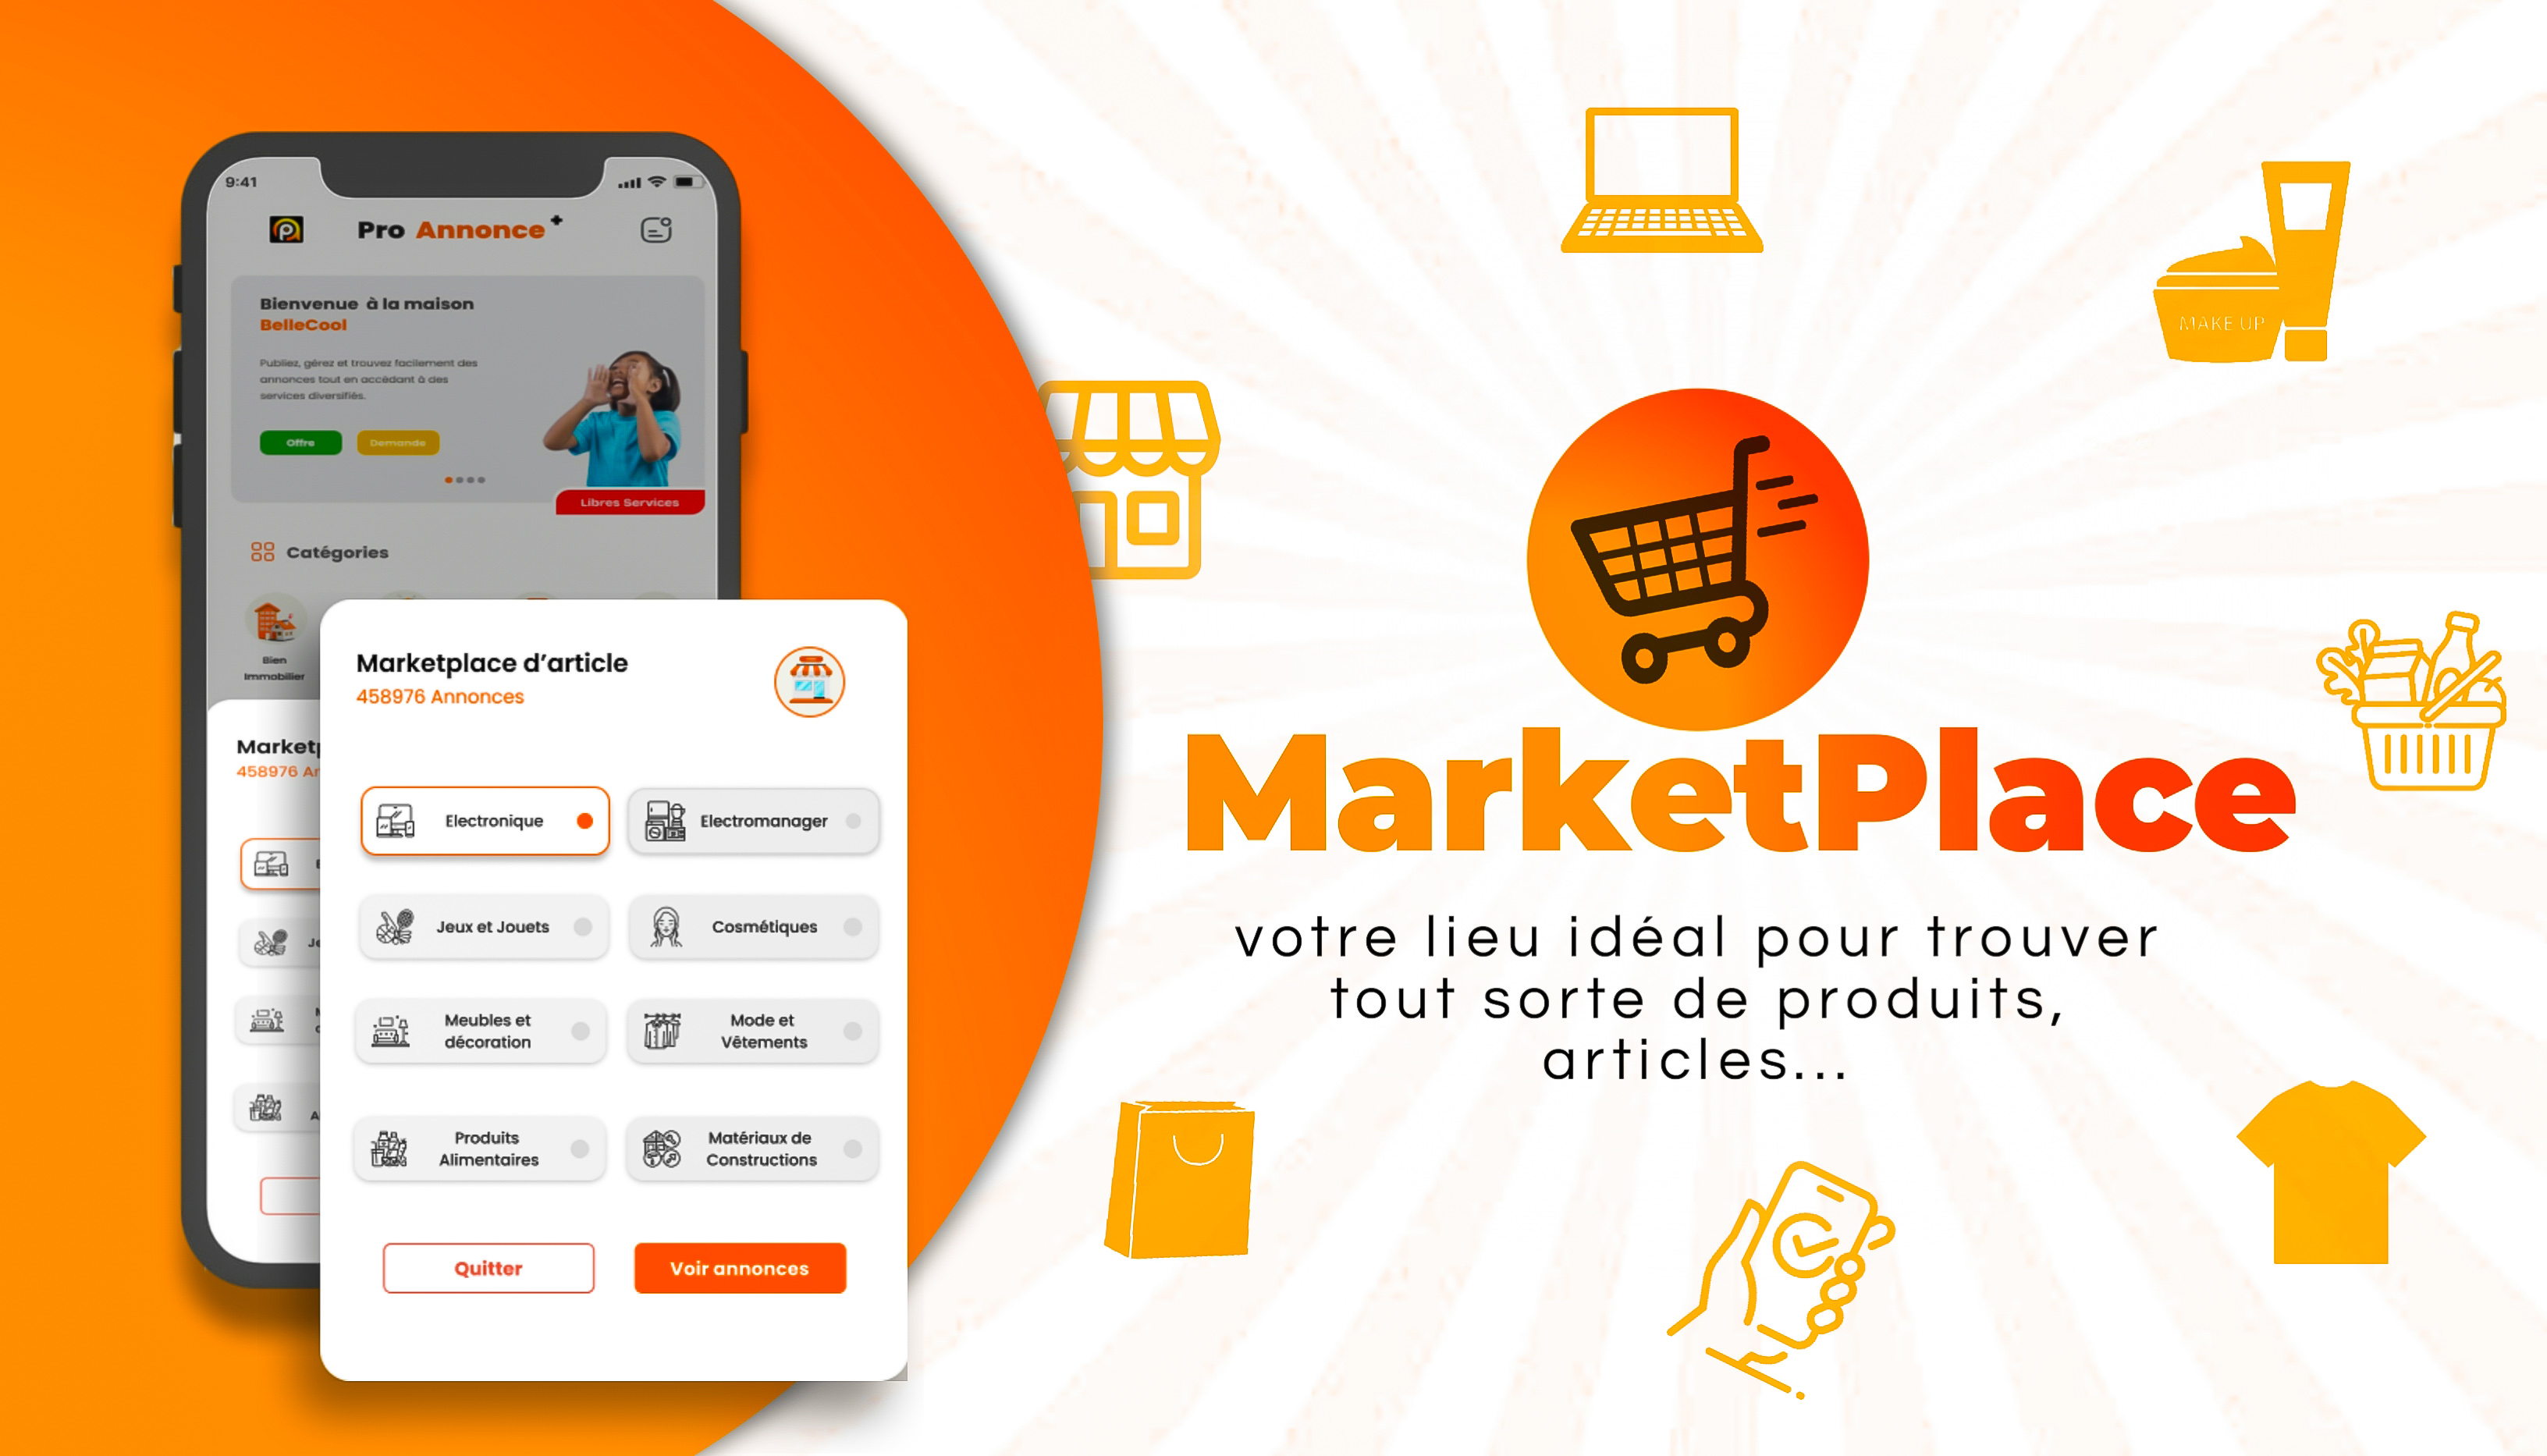 9:41
Pro Annonce+
Bienvenue à la maison
BelleCool
Publiez, gérez et trouvez facilement des
annonces tout en accédant à des
services diversifiés.
Offre
Demande
Libres Services
Catégories
Bien
Immobilier
Marketplace d'article
458976 Annonces
Electronique
Electromanager
Jeux et Jouets
Cosmétiques
Meubles et
décoration
Mode et
Vêtements
Produits
Alimentaires
Matériaux de
Constructions
Quitter
Voir annonces
MAKE UP
MarketPlace
votre lieu idéal pour trouver
tout sorte de produits,
articles...